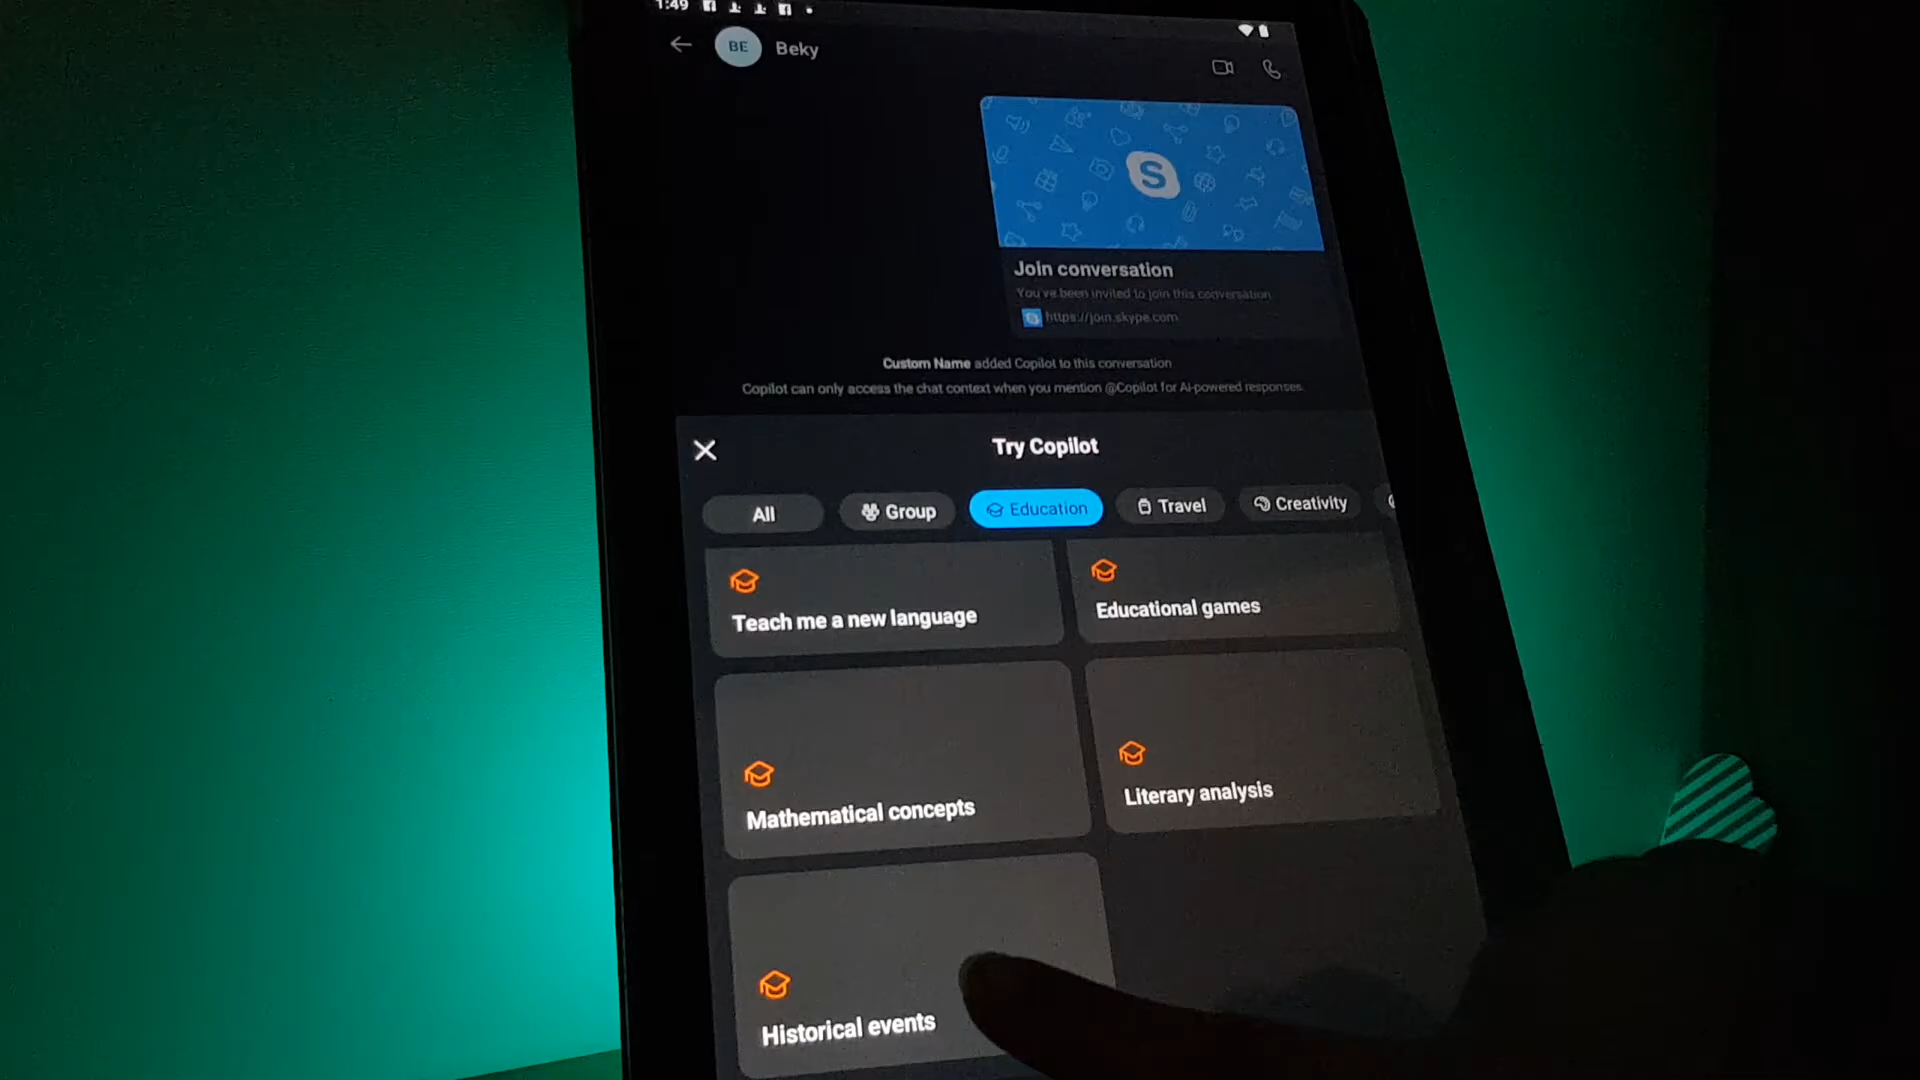 1:49
BE Beky
S
Join conversation
You've been invited to join this conversation
https://join.skype.com
Custom Name added Copilot to this conversation
Copilot can only access the chat context when you mention @Copilot for AI-powered responses.
Try Copilot
All Group Education Travel Creativity
Teach me a new language
Educational games
Mathematical concepts
Literary analysis
Historical events